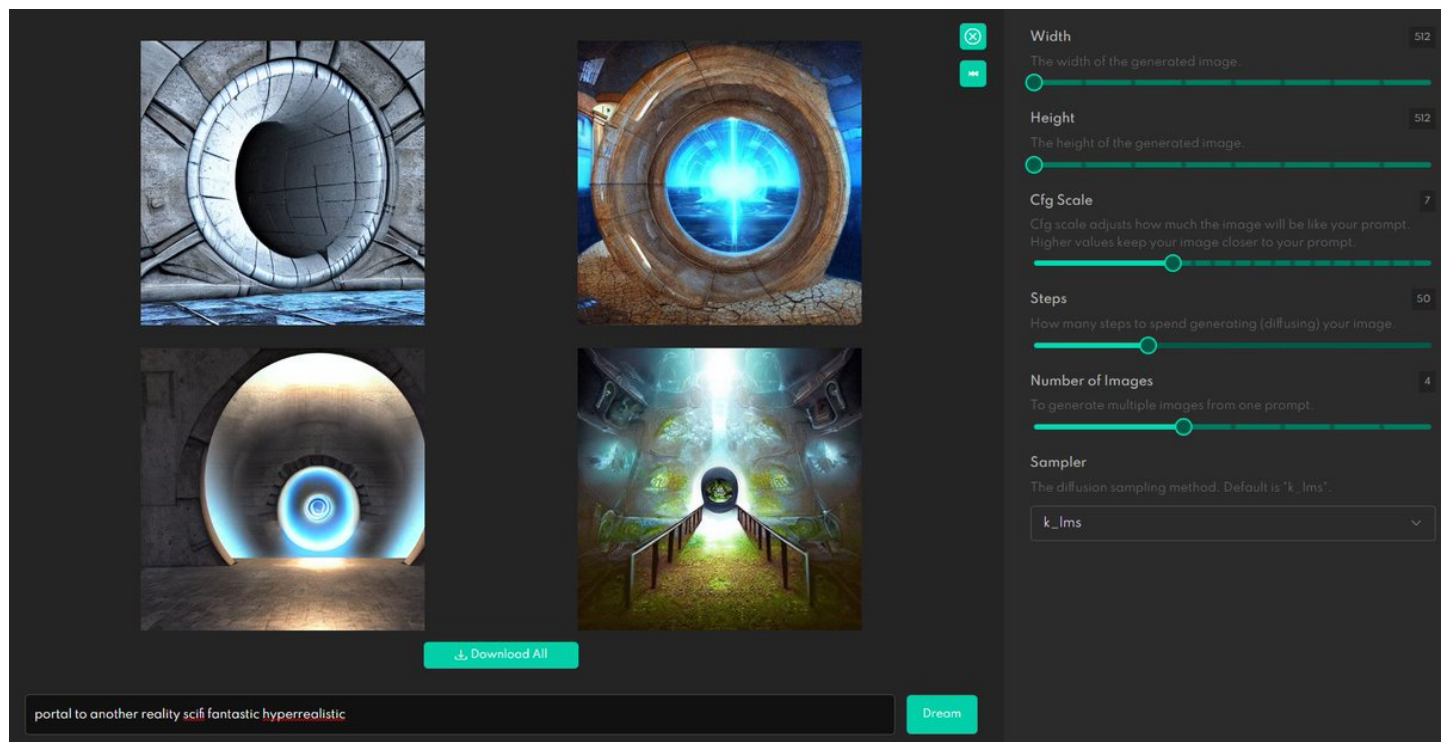 Width
512
The width of the generated image.
Height
512
The height of the generated image.
Cfg Scale
7
Cfg scale adjusts how much the image will be like your prompt.
Higher values keep your image closer to your prompt.
Steps
50
How many steps to spend generating (diffusing) your image.
Number of Images
4
To generate multiple images from one prompt.
Sampler
The diffusion sampling method. Default is "k_lms".
k_lms
Download All
portal to another reality scifi fantastic hyperrealistic
Dream